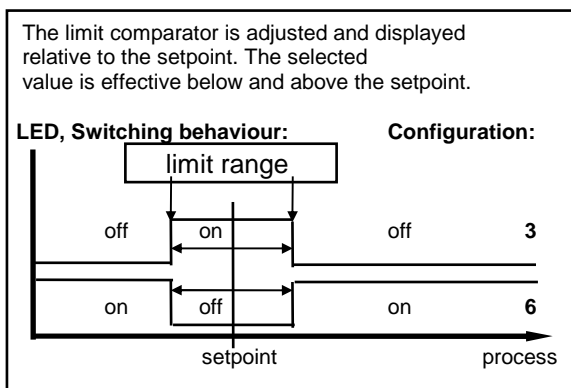 The limit comparator is adjusted and displayed
relative to the setpoint. The selected
value is effective below and above the setpoint.
LED, Switching behaviour: Configuration:
limit range
off on off 3
on off on 6
setpoint process